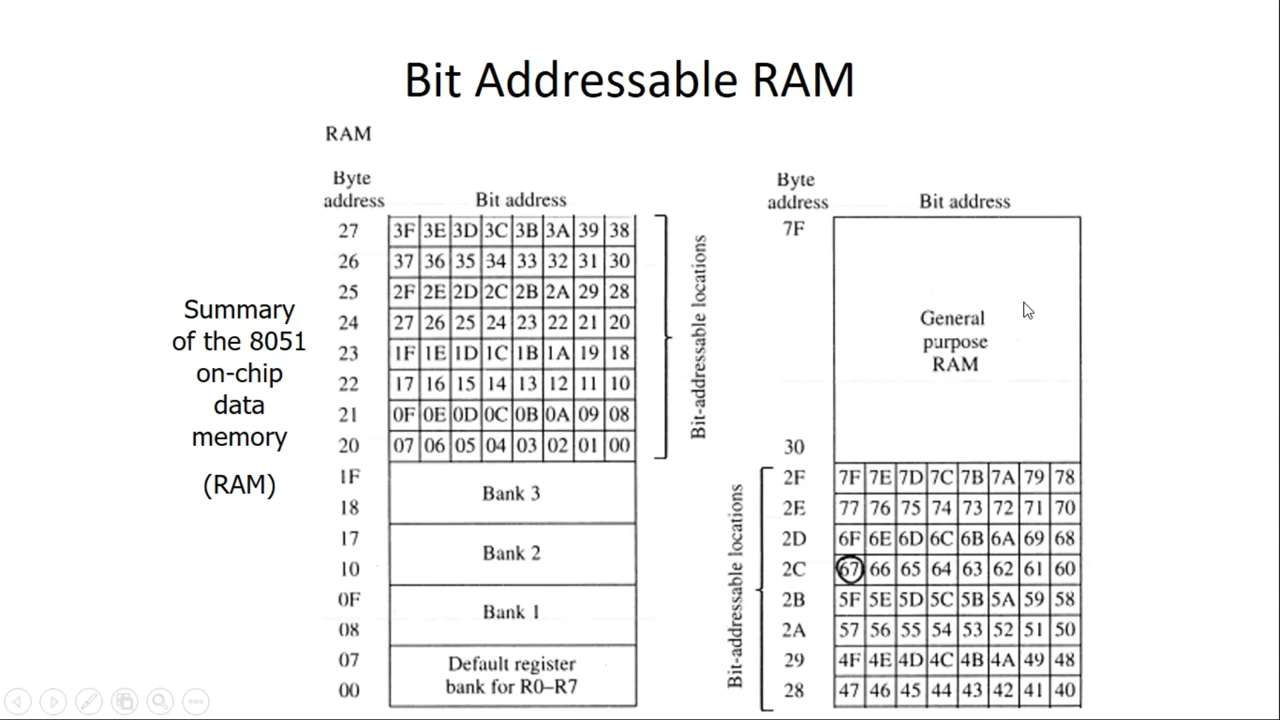 Bit Addressable RAM
Summary
of the 8051
on-chip
data
memory
(RAM)
RAM
Byte
address
Bit address
27 3F 3E 3D 3C 3B 3A 39 38
26 37 36 35 34 33 32 31 30
25 2F 2E 2D 2C 2B 2A 29 28
24 27 26 25 24 23 22 21 20
23 1F 1E 1D 1C 1B 1A 19 18
22 17 16 15 14 13 12 11 10
21 0F 0E 0D 0C 0B 0A 09 08
20 07 06 05 04 03 02 01 00
1F
Bank 3
18
17
Bank 2
10
0F
Bank 1
08
07
Default register
bank for R0–R7
00
Bit-addressable locations
Byte
address
Bit address
7F
General
purpose
RAM
30
2F 7F 7E 7D 7C 7B 7A 79 78
2E 77 76 75 74 73 72 71 70
2D 6F 6E 6D 6C 6B 6A 69 68
2C 67 66 65 64 63 62 61 60
2B 5F 5E 5D 5C 5B 5A 59 58
2A 57 56 55 54 53 52 51 50
29 4F 4E 4D 4C 4B 4A 49 48
28 47 46 45 44 43 42 41 40
Bit-addressable locations